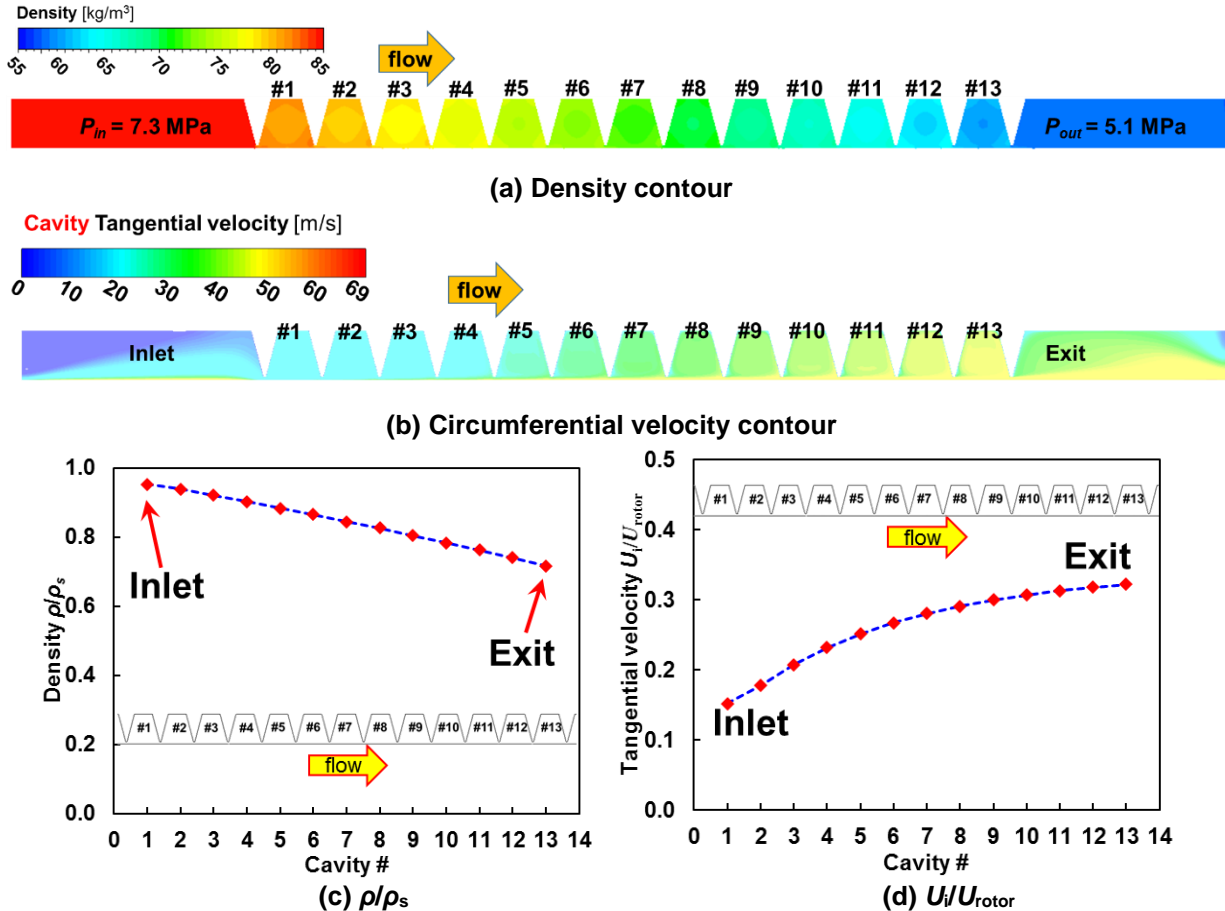 Density [kg/m³]
55 60 65 70 75 80 85
flow
#1 #2 #3 #4 #5 #6 #7 #8 #9 #10 #11 #12 #13
P_in = 7.3 MPa
P_out = 5.1 MPa
(a) Density contour
Cavity Tangential velocity [m/s]
0 10 20 30 40 50 60 69
flow
#1 #2 #3 #4 #5 #6 #7 #8 #9 #10 #11 #12 #13
Inlet
Exit
(b) Circumferential velocity contour
1.0
0.8
0.6
0.4
0.2
0.0
Density ρ/ρs
Inlet
Exit
#1 #2 #3 #4 #5 #6 #7 #8 #9 #10 #11 #12 #13
flow
0 1 2 3 4 5 6 7 8 9 10 11 12 13 14
Cavity #
(c) ρ/ρs
0.5
0.4
0.3
0.2
0.1
0.0
Tangential velocity Ui/Urotor
#1 #2 #3 #4 #5 #6 #7 #8 #9 #10 #11 #12 #13
flow
Exit
Inlet
0 1 2 3 4 5 6 7 8 9 10 11 12 13 14
Cavity #
(d) Ui/Urotor